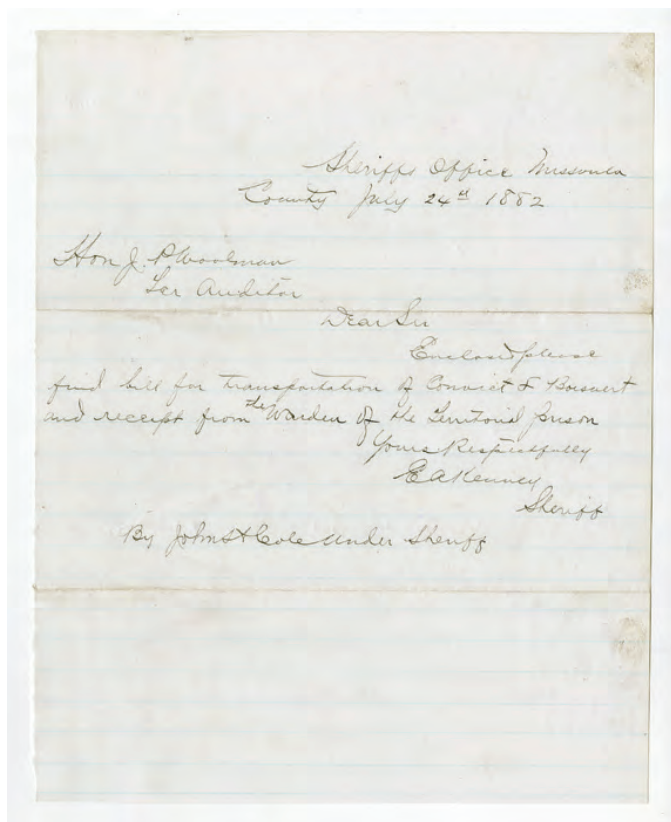 Sheriffs Office Missoula
County July 24th 1882
Hon J. P Woolman
Ter Auditor
Dear Sir
Enclosed please
find bill for transportation of Convict F Boisvert
and receipt from the Warden of the Territorial prison
Yours Respectfully
E A Kenney
Sheriff
By John H Cole Under Sheriff